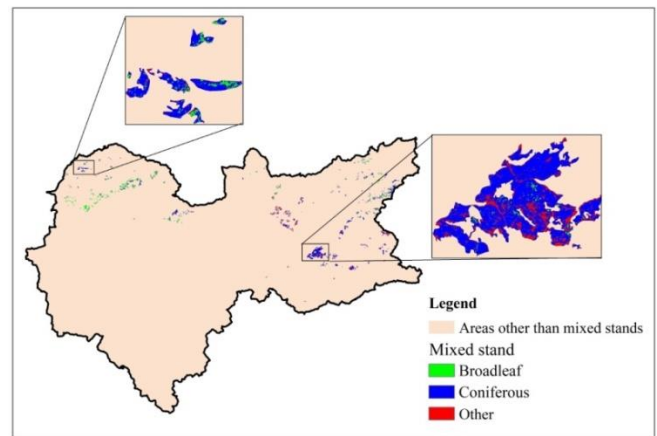 Legend
Areas other than mixed stands
Mixed stand
Broadleaf
Coniferous
Other